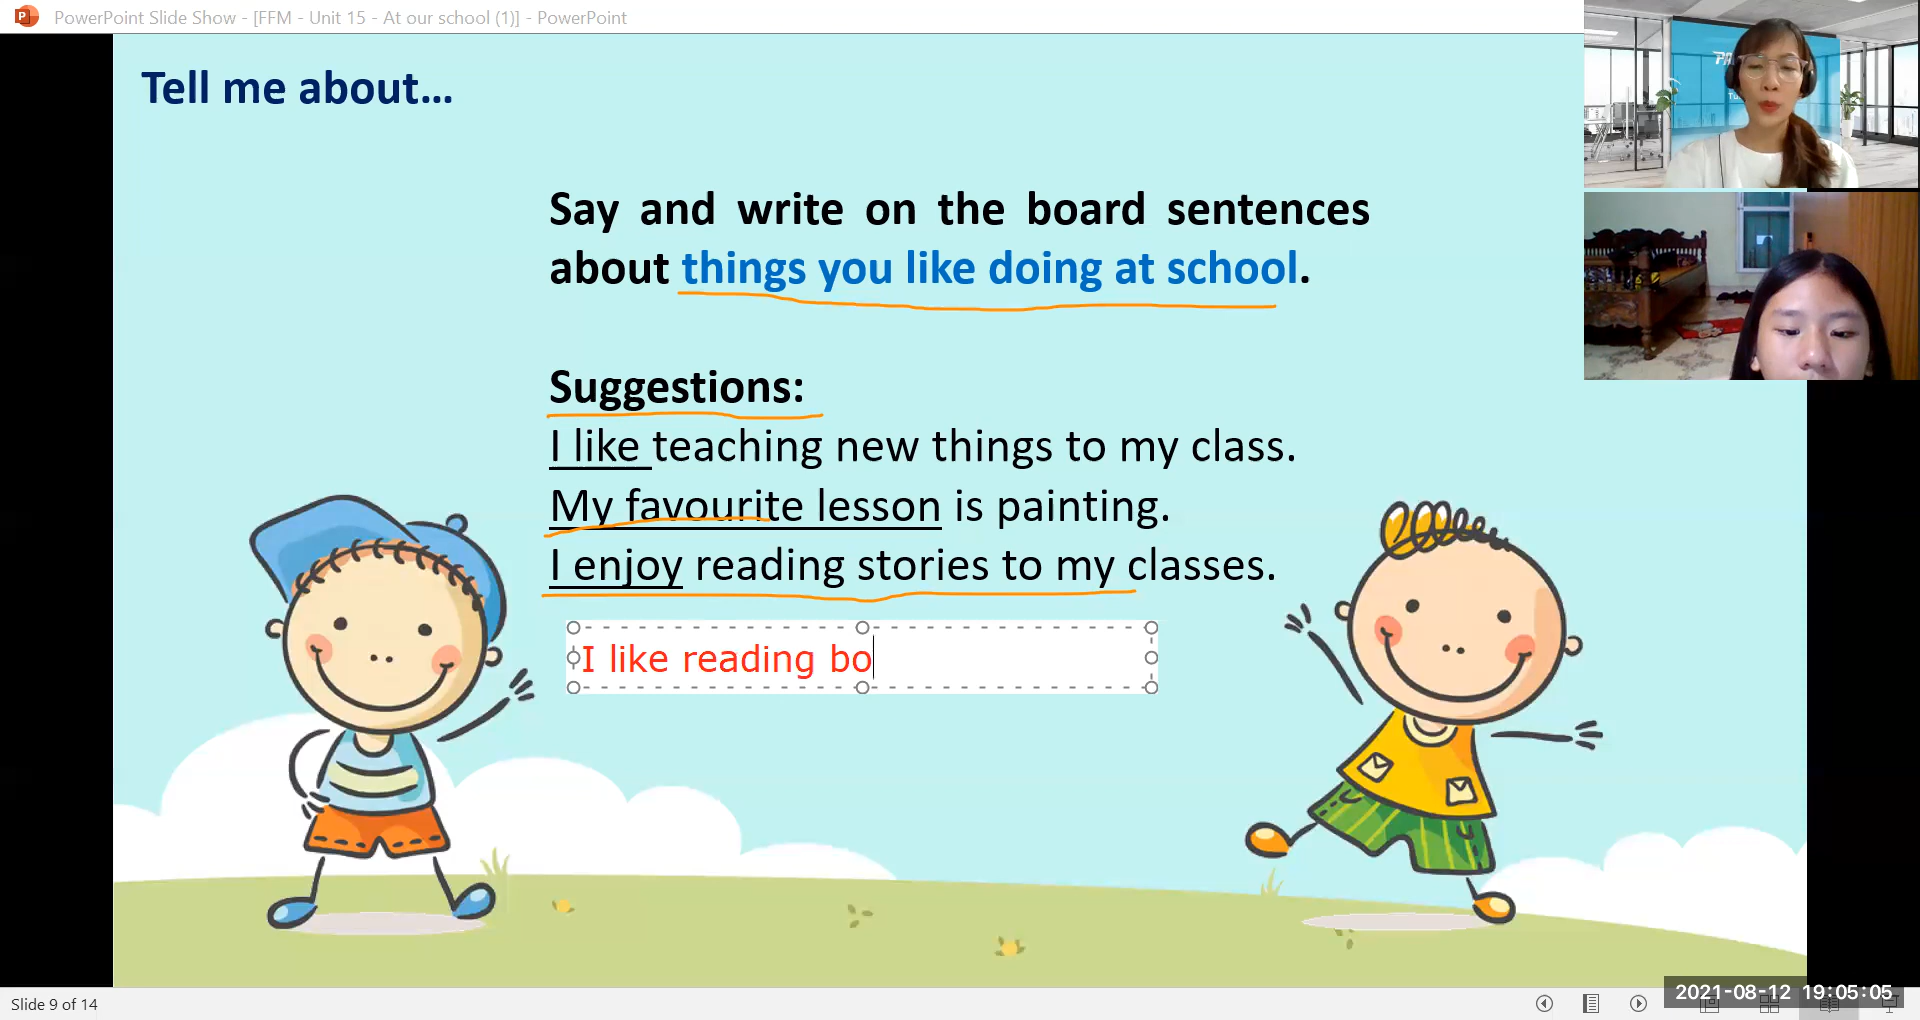 PowerPoint Slide Show - [FFM - Unit 15 - At our school (1)] - PowerPoint
Tell me about...
Say and write on the board sentences
about things you like doing at school.
Suggestions:
I like teaching new things to my class.
My favourite lesson is painting.
I enjoy reading stories to my classes.
I like reading bo
Slide 9 of 14
2021-08-12 19:05:05